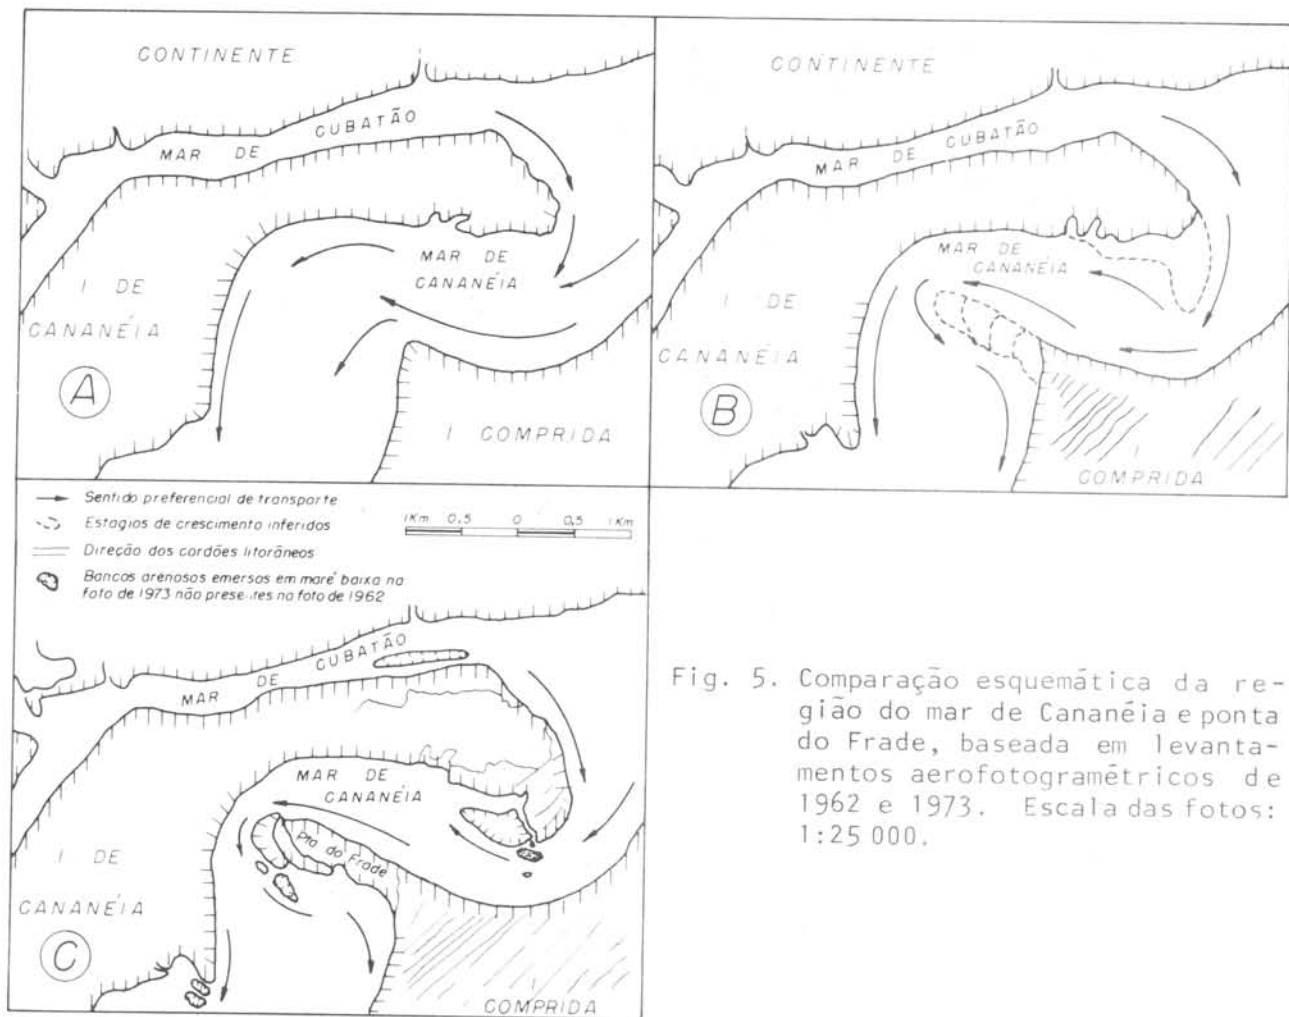 CONTINENTE
MAR DE CUBATÃO
MAR DE
CANANÉIA
I DE
CANANÉIA
A
I COMPRIDA
CONTINENTE
MAR DE CUBATÃO
MAR DE
CANANÉIA
I DE
CANANÉIA
B
I
COMPRIDA
Sentido preferencial de transporte
Estágios de crescimento inferidos
Direção dos cordões litorâneos
Bancos arenosos emersos em maré baixa na
foto de 1973 não presentes na foto de 1962
1Km 0.5 0 0,5 1Km
MAR DE CUBATÃO
MAR DE
CANANÉIA
Pta do Frade
I DE
CANANÉIA
C
I
COMPRIDA
Fig. 5. Comparação esquemática da re-
gião do mar de Cananéia e ponta
do Frade, baseada em levanta-
mentos aerofotogramétricos de
1962 e 1973. Escala das fotos:
1:25 000.